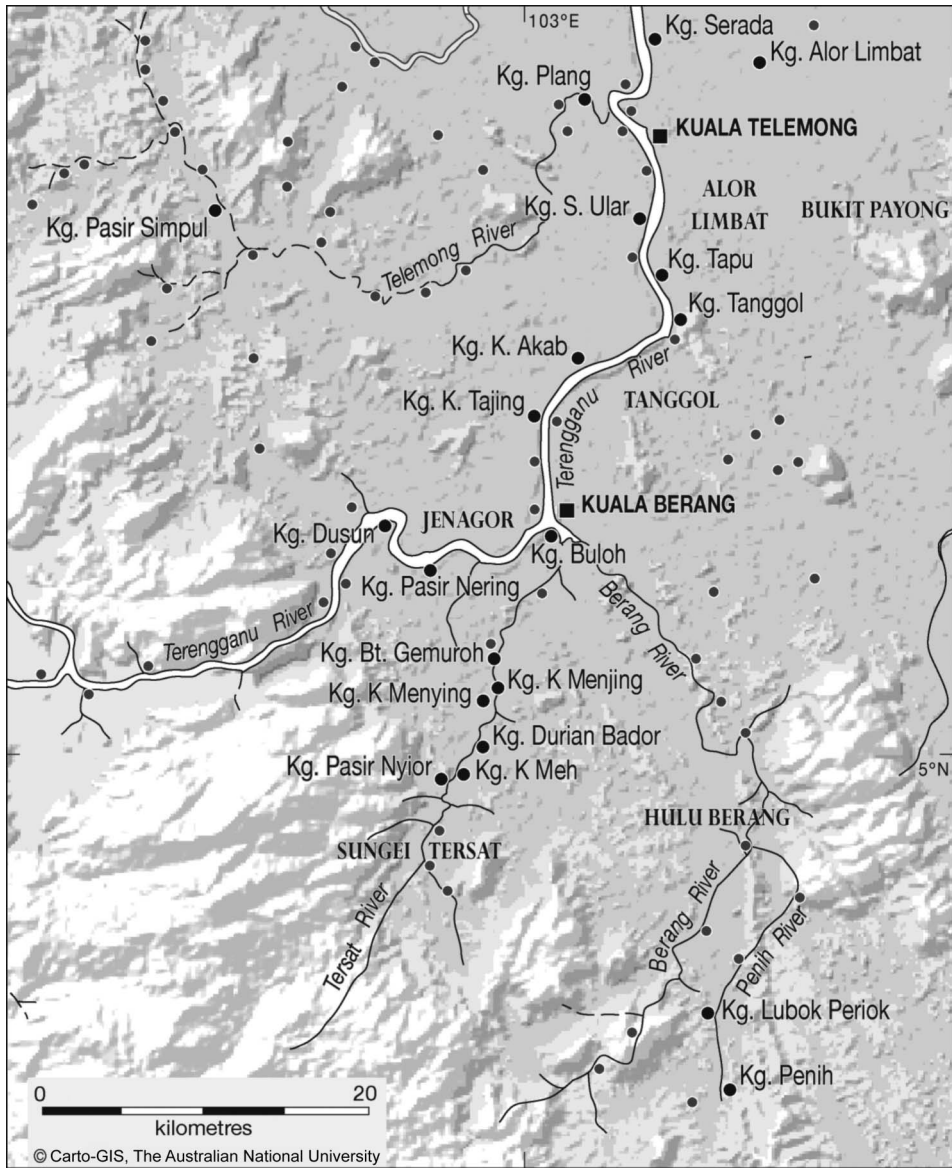 103°E
Kg. Serada
Kg. Alor Limbat
Kg. Plang
KUALA TELEMONG
ALOR
LIMBAT
BUKIT PAYONG
Kg. S. Ular
Kg. Pasir Simpul
Telemong River
Kg. Tapu
Kg. Tanggol
Kg. K. Akab
Terengganu River
TANGGOL
Kg. K. Tajing
KUALA BERANG
JENAGOR
Kg. Dusun
Kg. Buloh
Kg. Pasir Nering
Berang River
Terengganu River
Kg. Bt. Gemuroh
Kg. K Menjing
Kg. K Menying
Kg. Durian Bador
Kg. Pasir Nyior
Kg. K Meh
5°N
HULU BERANG
SUNGEI TERSAT
Tersat River
Berang River
Penih River
Kg. Lubok Periok
Kg. Penih
0 20
kilometres
© Carto-GIS, The Australian National University